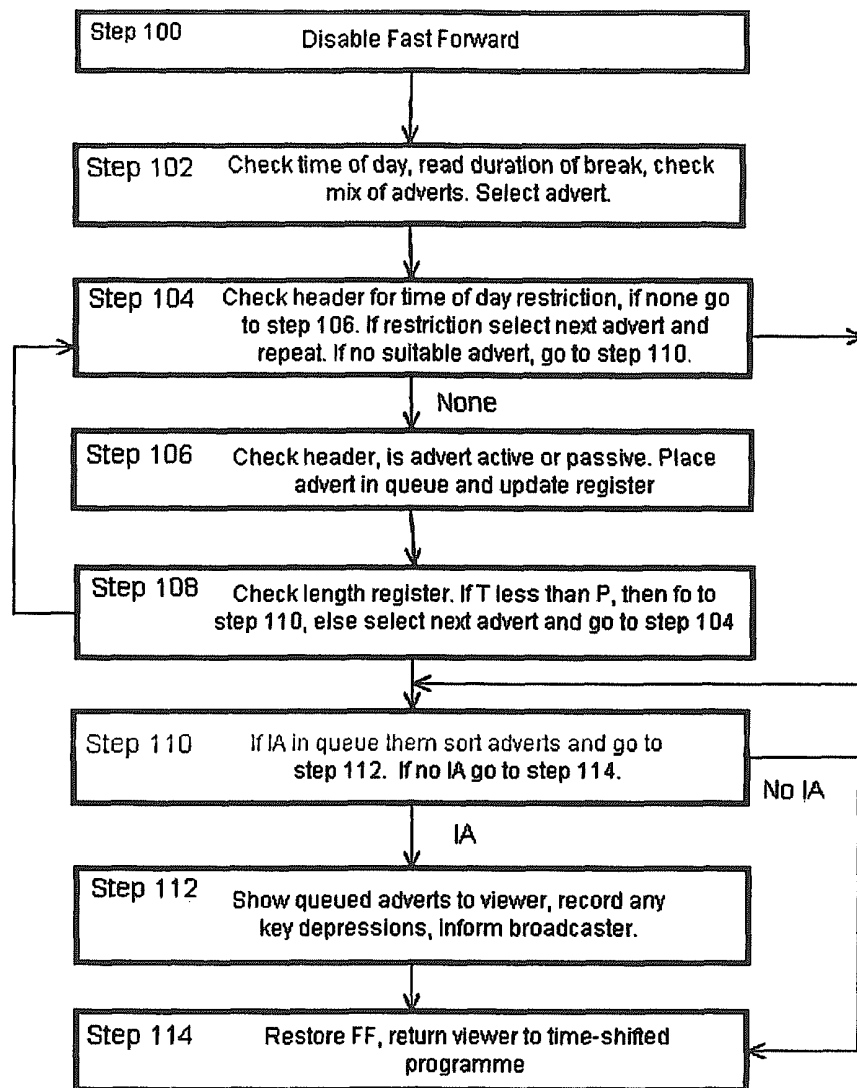 Step 100 Disable Fast Forward
Step 102 Check time of day, read duration of break, check
mix of adverts. Select advert.
Step 104 Check header for time of day restriction, if none go
to step 106. If restriction select next advert and
repeat. If no suitable advert, go to step 110.
None
Step 106 Check header, is advert active or passive. Place
advert in queue and update register
Step 108 Check length register. If T less than P, then fo to
step 110, else select next advert and go to step 104
Step 110 If IA in queue them sort adverts and go to
step 112. If no IA go to step 114.
No IA
IA
Step 112 Show queued adverts to viewer, record any
key depressions, inform broadcaster.
Step 114 Restore FF, return viewer to time-shifted
programme